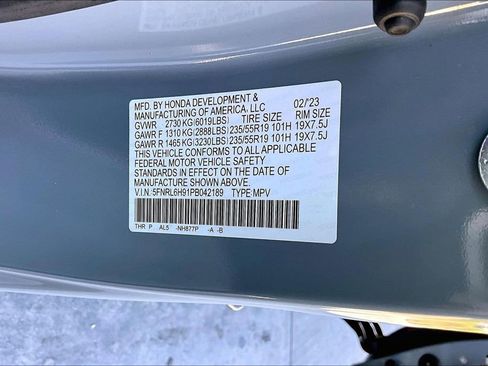 MFD. BY HONDA DEVELOPMENT & 02/'23
MANUFACTURING OF AMERICA, LLC
GVWR 2730 KG(6019LBS) TIRE SIZE RIM SIZE
GAWR F 1310 KG(2888LBS) 235/55R19 101H 19X7.5J
GAWR R 1465 KG(3230LBS) 235/55R19 101H 19X7.5J
THIS VEHICLE CONFORMS TO ALL APPLICABLE
FEDERAL MOTOR VEHICLE SAFETY
STANDARDS IN EFFECT ON THE DATE OF
MANUFACTURE SHOWN ABOVE.
V.I.N.:5FNRL6H91PB042189 TYPE:MPV
THR P AL5 -NH877P -A -B